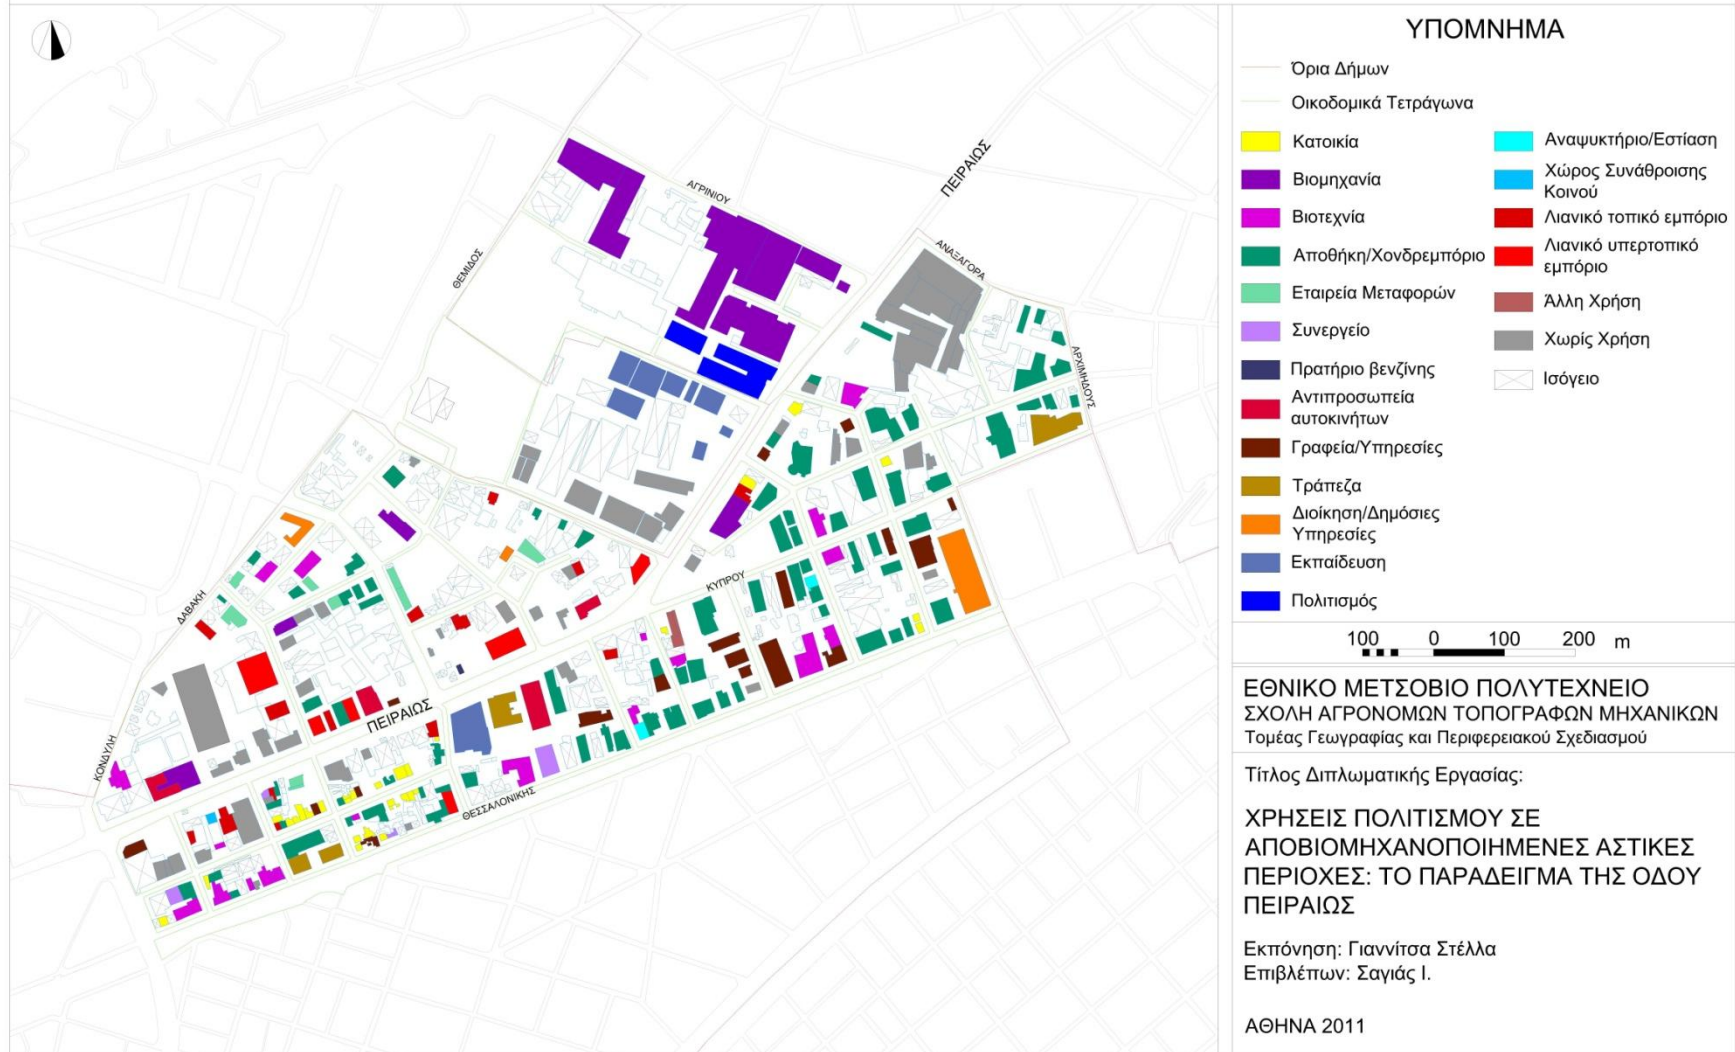 ΑΓΡΙΝΙΟΥ
ΠΕΙΡΑΙΩΣ
ΑΝΑΞΑΓΟΡΑ
ΘΕΜΙΔΟΣ
ΑΡΧΙΜΗΔΟΥΣ
ΚΥΠΡΟΥ
ΔΑΒΑΚΗ
ΠΕΙΡΑΙΩΣ
ΚΟΝΔΥΛΗ
ΘΕΣΣΑΛΟΝΙΚΗΣ
ΥΠΟΜΝΗΜΑ
Όρια Δήμων
Οικοδομικά Τετράγωνα
Κατοικία
Βιομηχανία
Βιοτεχνία
Αποθήκη/Χονδρεμπόριο
Εταιρεία Μεταφορών
Συνεργείο
Πρατήριο βενζίνης
Αντιπροσωπεία
αυτοκινήτων
Γραφεία/Υπηρεσίες
Τράπεζα
Διοίκηση/Δημόσιες
Υπηρεσίες
Εκπαίδευση
Πολιτισμός
Αναψυκτήριο/Εστίαση
Χώρος Συνάθροισης
Κοινού
Λιανικό τοπικό εμπόριο
Λιανικό υπερτοπικό
εμπόριο
Άλλη Χρήση
Χωρίς Χρήση
Ισόγειο
100 0 100 200 m
ΕΘΝΙΚΟ ΜΕΤΣΟΒΙΟ ΠΟΛΥΤΕΧΝΕΙΟ
ΣΧΟΛΗ ΑΓΡΟΝΟΜΩΝ ΤΟΠΟΓΡΑΦΩΝ ΜΗΧΑΝΙΚΩΝ
Τομέας Γεωγραφίας και Περιφερειακού Σχεδιασμού
Τίτλος Διπλωματικής Εργασίας:
ΧΡΗΣΕΙΣ ΠΟΛΙΤΙΣΜΟΥ ΣΕ
ΑΠΟΒΙΟΜΗΧΑΝΟΠΟΙΗΜΕΝΕΣ ΑΣΤΙΚΕΣ
ΠΕΡΙΟΧΕΣ: ΤΟ ΠΑΡΑΔΕΙΓΜΑ ΤΗΣ ΟΔΟΥ
ΠΕΙΡΑΙΩΣ
Εκπόνηση: Γιαννίτσα Στέλλα
Επιβλέπων: Σαγιάς Ι.
ΑΘΗΝΑ 2011